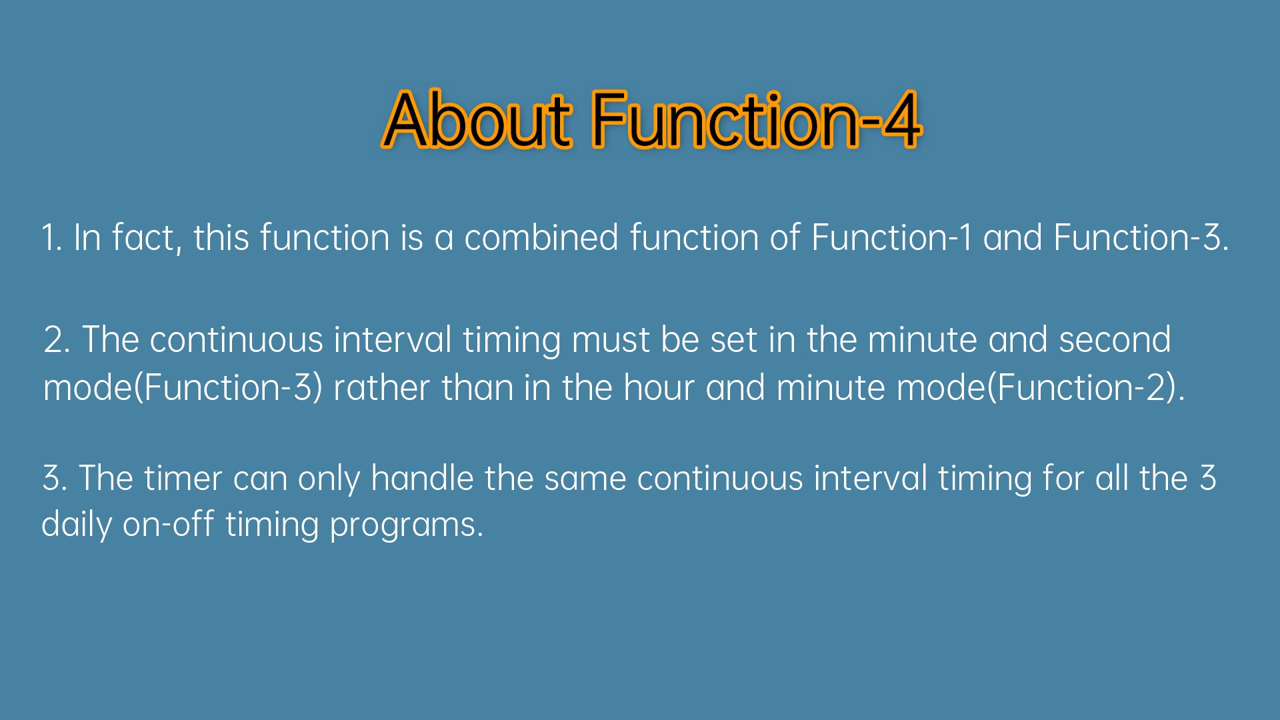 About Function-4
1. In fact, this function is a combined function of Function-1 and Function-3.
2. The continuous interval timing must be set in the minute and second
mode(Function-3) rather than in the hour and minute mode(Function-2).
3. The timer can only handle the same continuous interval timing for all the 3
daily on-off timing programs.